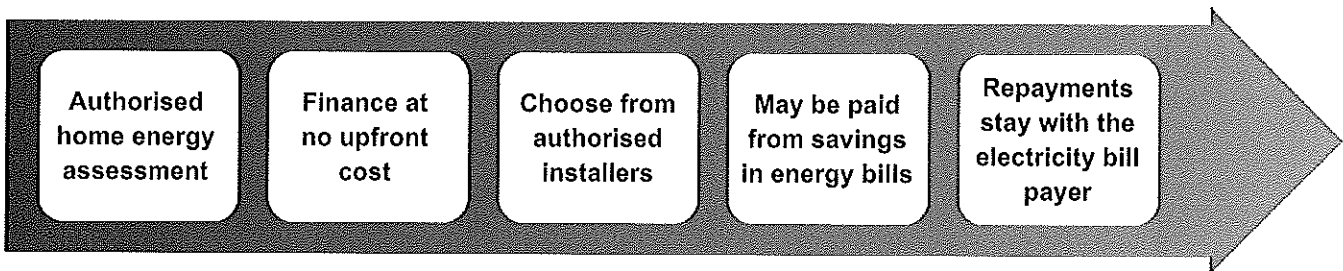 Authorised
home energy
assessment
Finance at
no upfront
cost
Choose from
authorised
installers
May be paid
from savings
in energy bills
Repayments
stay with the
electricity bill
payer